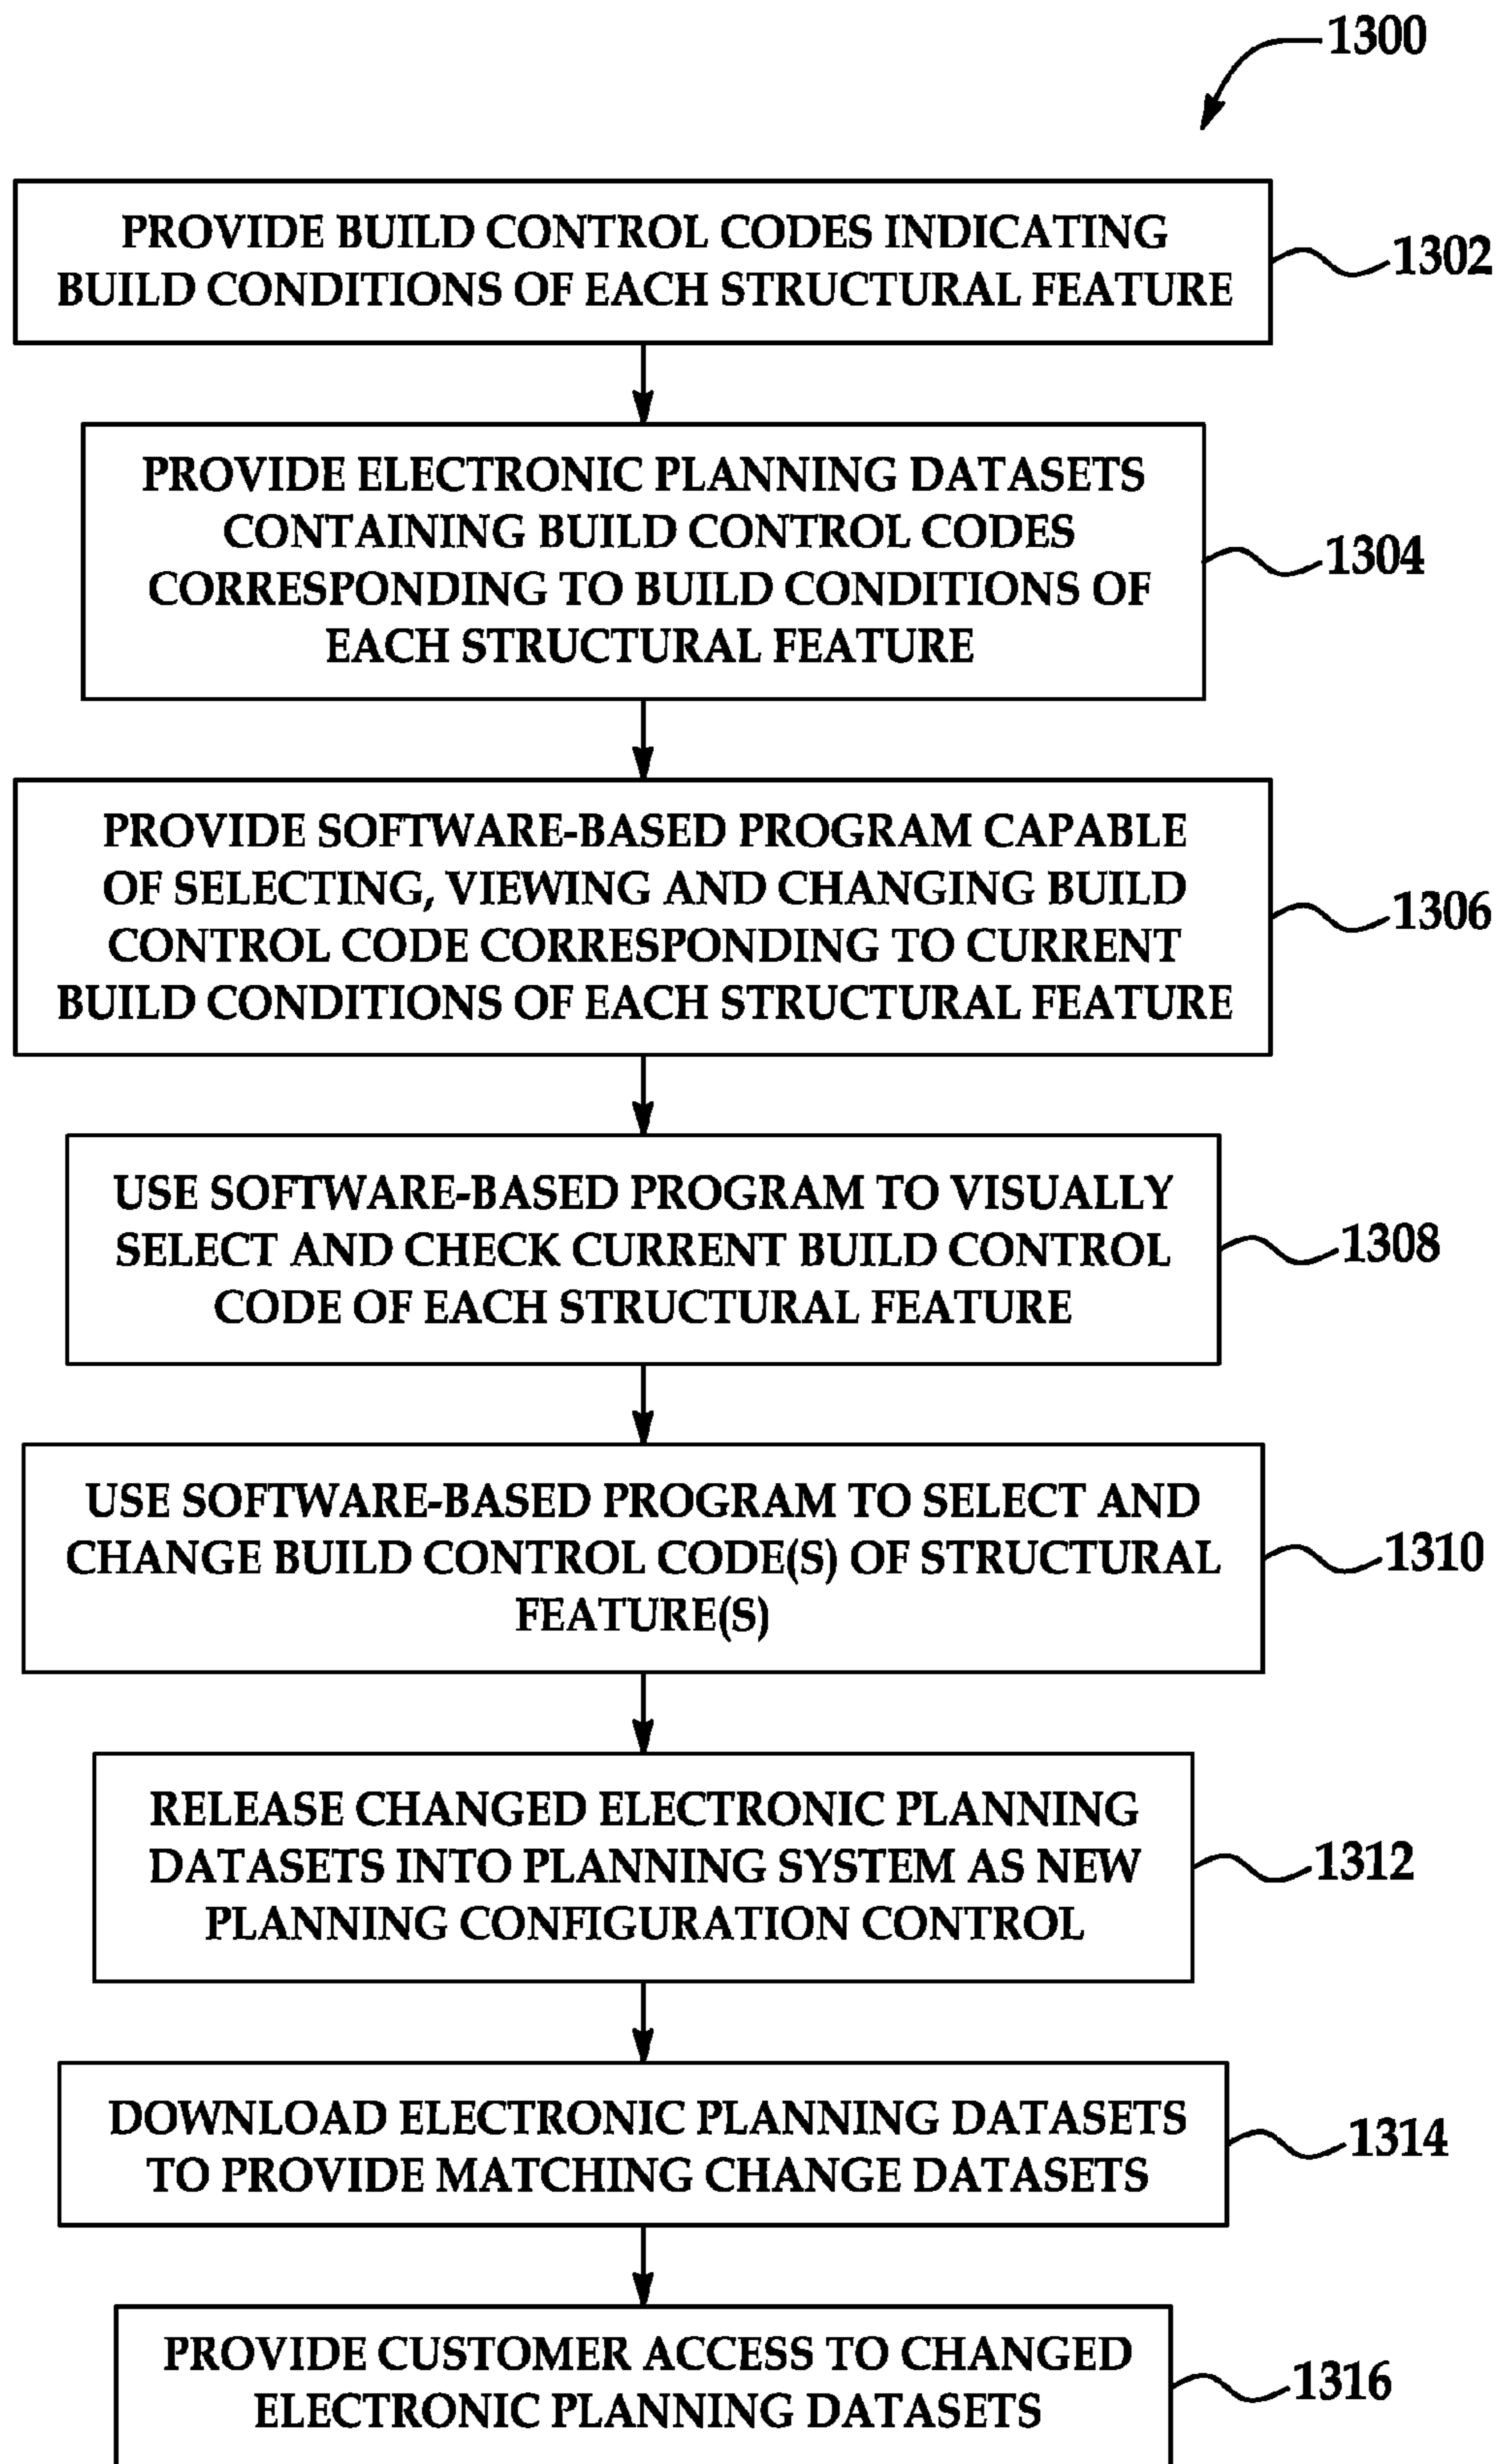 1300
PROVIDE BUILD CONTROL CODES INDICATING
BUILD CONDITIONS OF EACH STRUCTURAL FEATURE
1302
PROVIDE ELECTRONIC PLANNING DATASETS
CONTAINING BUILD CONTROL CODES
CORRESPONDING TO BUILD CONDITIONS OF
EACH STRUCTURAL FEATURE
1304
PROVIDE SOFTWARE-BASED PROGRAM CAPABLE
OF SELECTING, VIEWING AND CHANGING BUILD
CONTROL CODE CORRESPONDING TO CURRENT
BUILD CONDITIONS OF EACH STRUCTURAL FEATURE
1306
USE SOFTWARE-BASED PROGRAM TO VISUALLY
SELECT AND CHECK CURRENT BUILD CONTROL
CODE OF EACH STRUCTURAL FEATURE
1308
USE SOFTWARE-BASED PROGRAM TO SELECT AND
CHANGE BUILD CONTROL CODE(S) OF STRUCTURAL
FEATURE(S)
1310
RELEASE CHANGED ELECTRONIC PLANNING
DATASETS INTO PLANNING SYSTEM AS NEW
PLANNING CONFIGURATION CONTROL
1312
DOWNLOAD ELECTRONIC PLANNING DATASETS
TO PROVIDE MATCHING CHANGE DATASETS
1314
PROVIDE CUSTOMER ACCESS TO CHANGED
ELECTRONIC PLANNING DATASETS
1316